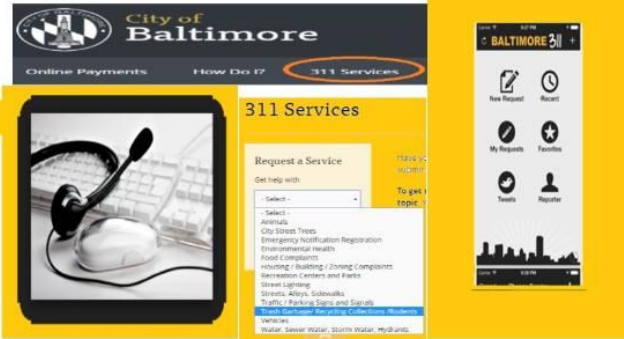 City of
Baltimore
Online Payments How Do I? 311 Services
311 Services
Request a Service
Get help with
- Select -
- Select -
Animals
City Street Trees
Emergency Notification Registration
Environmental Health
Food Complaints
Housing / Building / Zoning Complaints
Recreation Centers and Parks
Street Lighting
Streets, Alleys, Sidewalks
Traffic / Parking Signs and Signals
Trash Garbage/ Recycling Collections /Rodents
Vehicles
Water, Sewer Water, Storm Water, Hydrants
Have yo
submit
To get
topic
BALTIMORE 311 +
New Request Recent
My Requests Favorites
Tweets Reporter